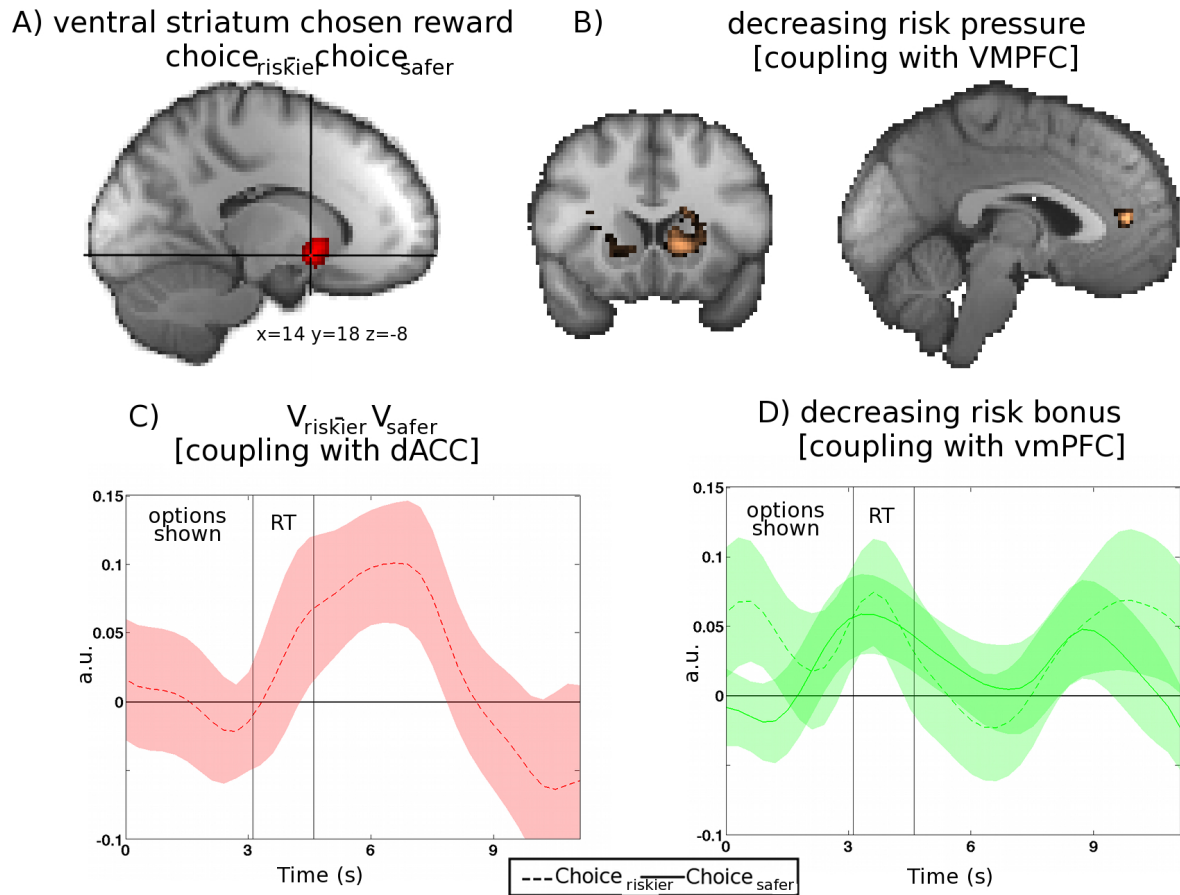 A) ventral striatum chosen reward
choice riskier - choice safer
B) decreasing risk pressure
[coupling with VMPFC]
x=14 y=18 z=-8
C) V riskier - V safer
[coupling with dACC]
0.15
0.1
0.05
0
-0.1
a.u.
options
shown
RT
0 3 6 9
Time (s)
D) decreasing risk bonus
[coupling with vmPFC]
0.15
0.1
0.05
0
-0.1
a.u.
options
shown
RT
0 3 6 9
Time (s)
Choice riskier Choice safer